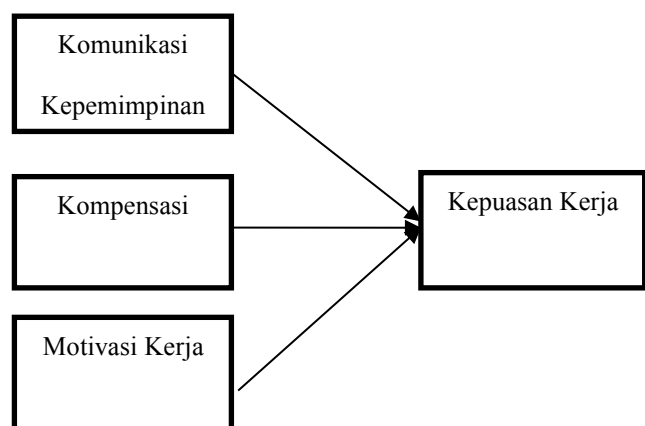 Komunikasi
Kepemimpinan
Kompensasi
Kepuasan Kerja
Motivasi Kerja